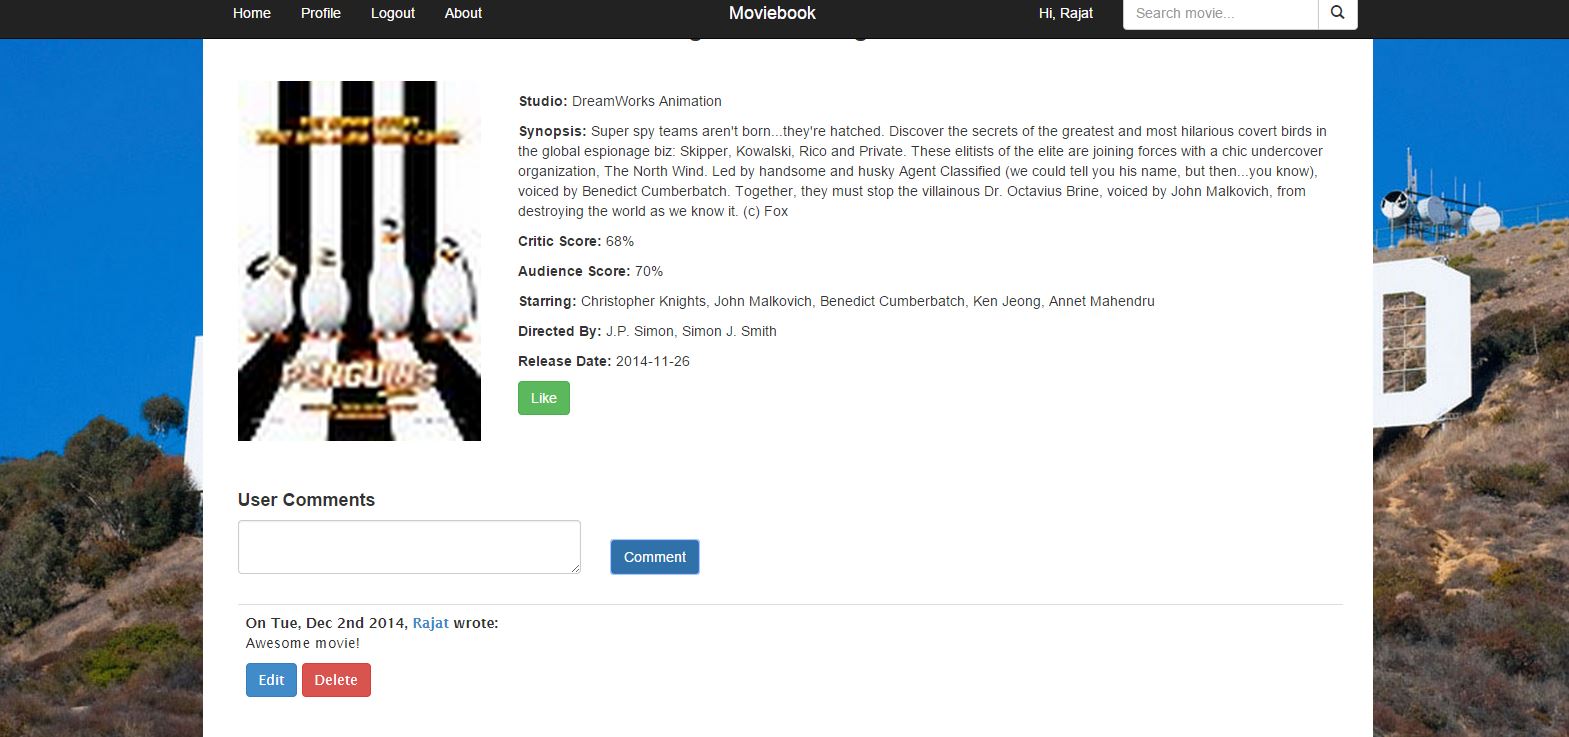 Home Profile Logout About Moviebook Hi, Rajat Search movie...
Studio: DreamWorks Animation
Synopsis: Super spy teams aren't born...they're hatched. Discover the secrets of the greatest and most hilarious covert birds in
the global espionage biz: Skipper, Kowalski, Rico and Private. These elitists of the elite are joining forces with a chic undercover
organization, The North Wind. Led by handsome and husky Agent Classified (we could tell you his name, but then...you know),
voiced by Benedict Cumberbatch. Together, they must stop the villainous Dr. Octavius Brine, voiced by John Malkovich, from
destroying the world as we know it. (c) Fox
Critic Score: 68%
Audience Score: 70%
Starring: Christopher Knights, John Malkovich, Benedict Cumberbatch, Ken Jeong, Annet Mahendru
Directed By: J.P. Simon, Simon J. Smith
Release Date: 2014-11-26
Like
PENGUINS
User Comments
Comment
On Tue, Dec 2nd 2014, Rajat wrote:
Awesome movie!
Edit Delete
D